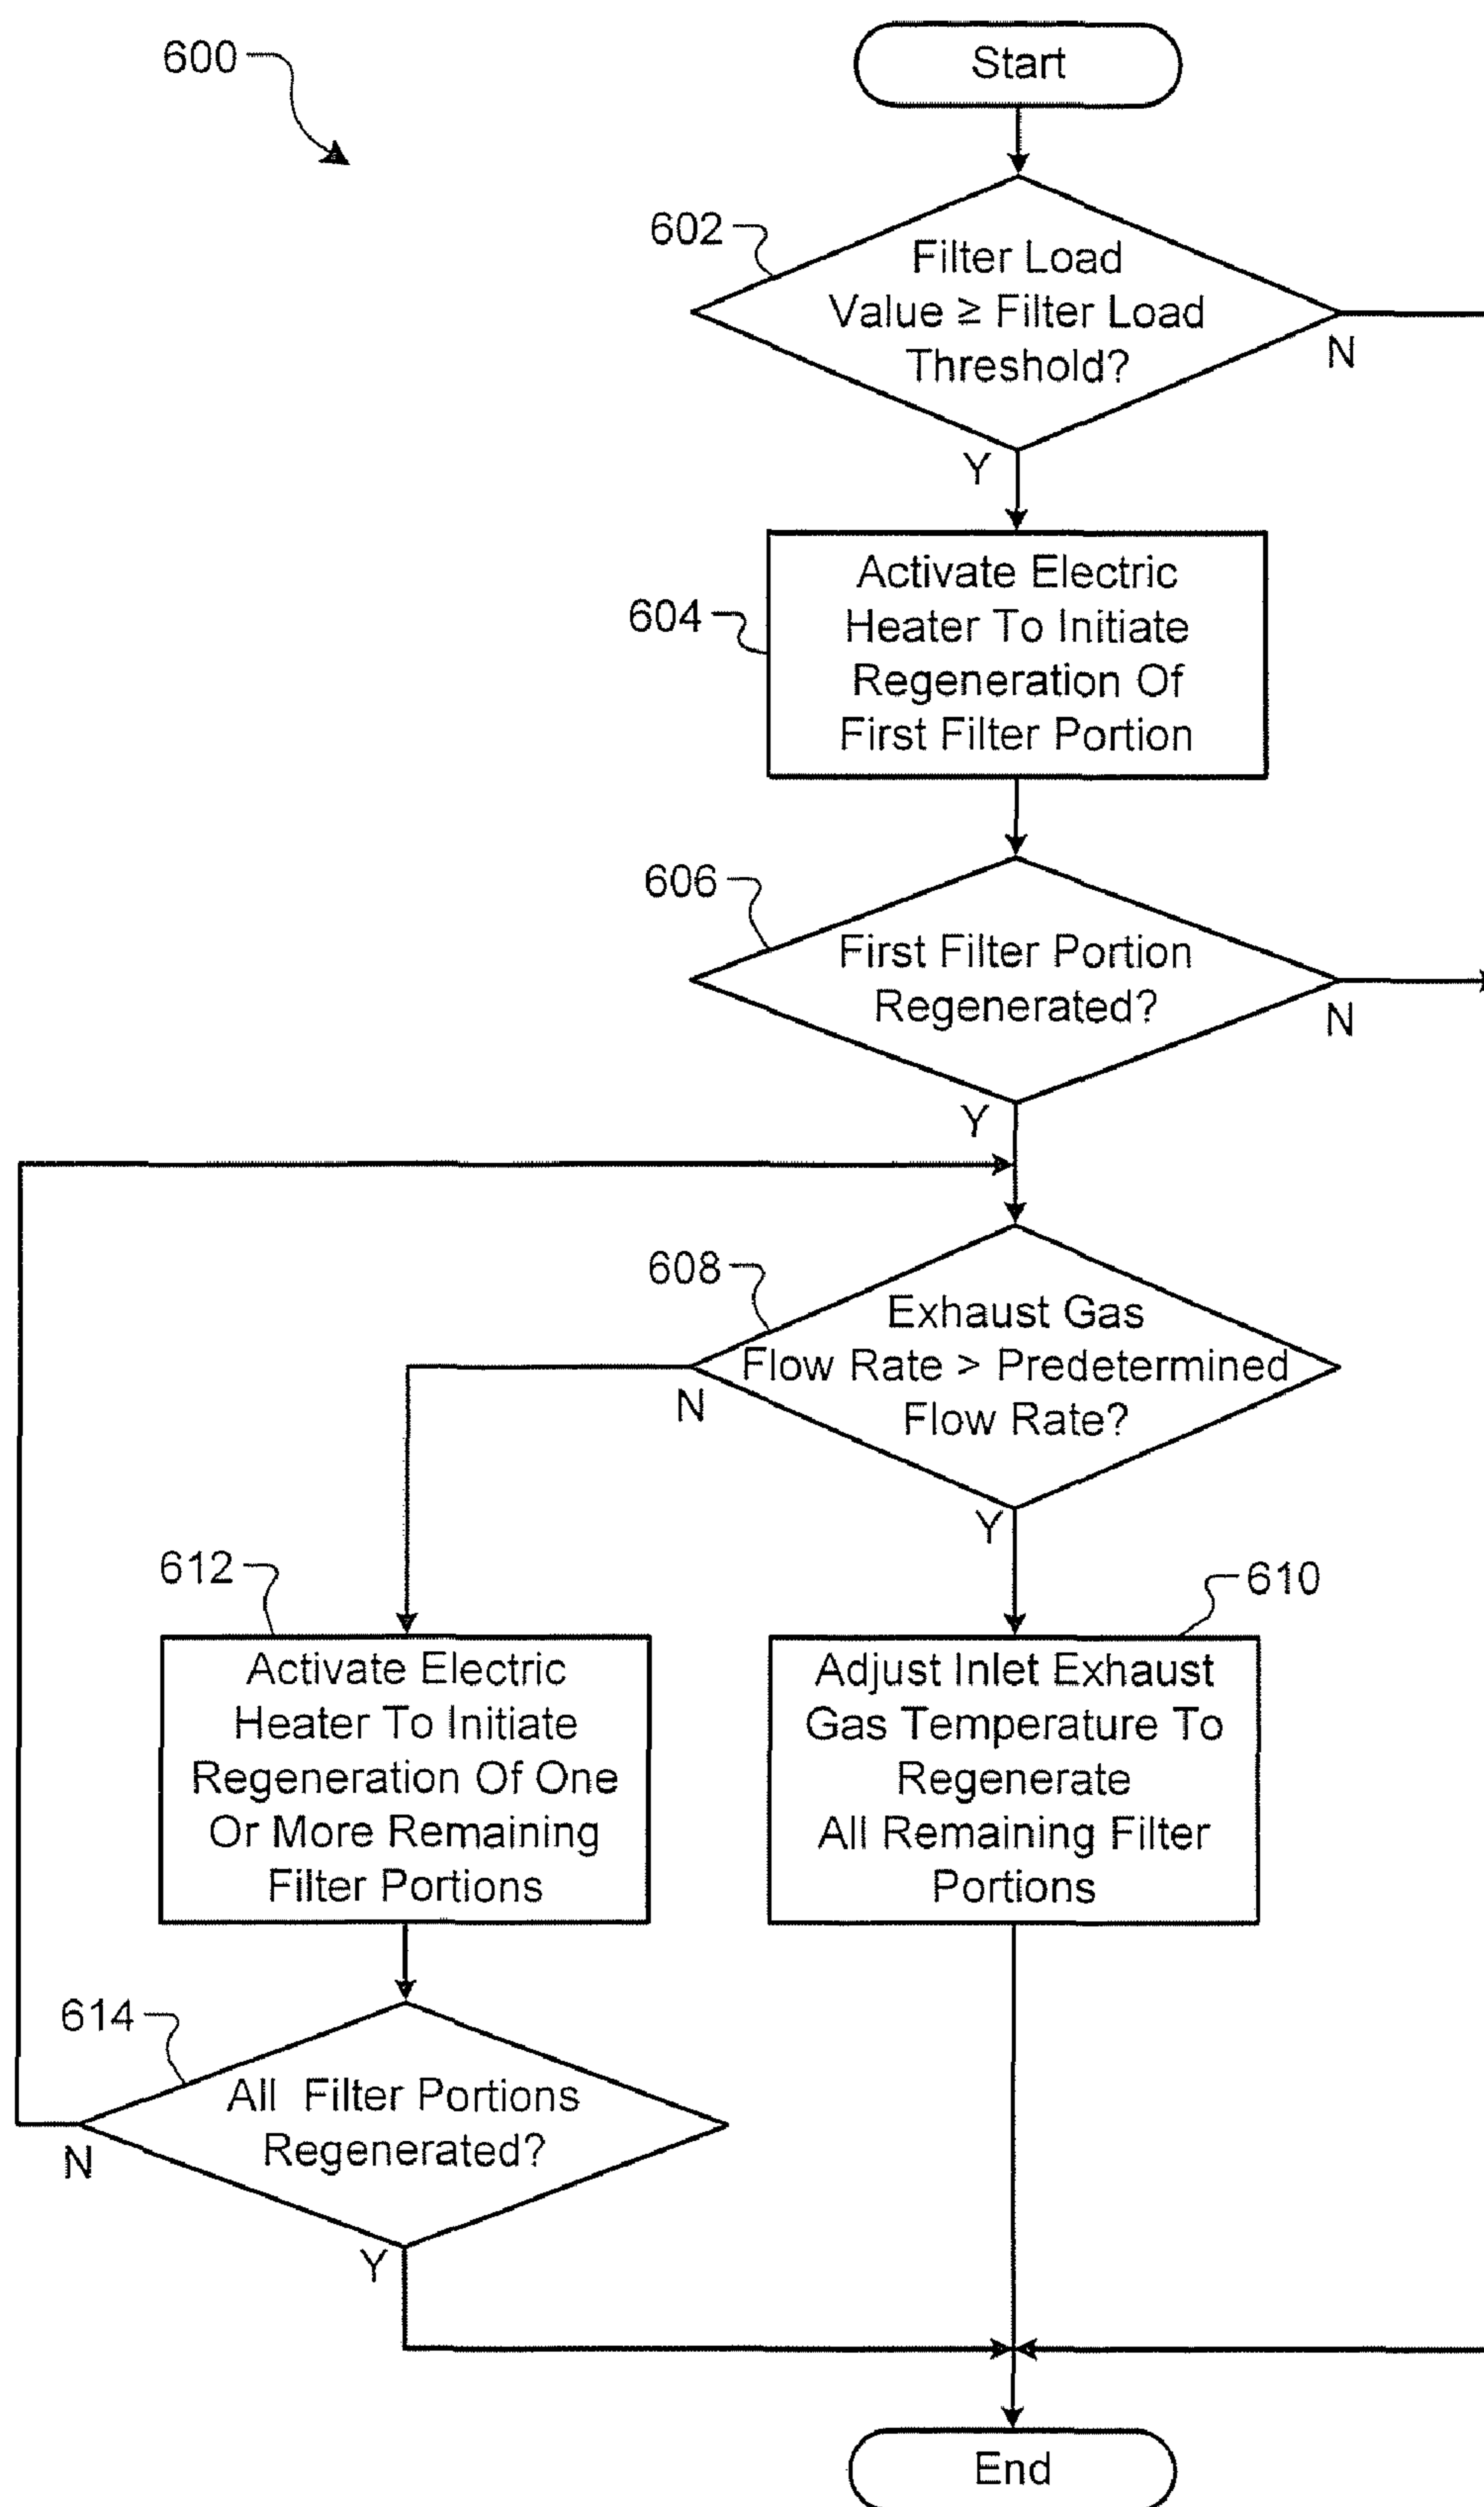 600
Start
602
Filter Load
Value ≥ Filter Load
Threshold?
N
Y
604
Activate Electric
Heater To Initiate
Regeneration Of
First Filter Portion
606
First Filter Portion
Regenerated?
N
Y
608
Exhaust Gas
Flow Rate > Predetermined
Flow Rate?
N
Y
612
Activate Electric
Heater To Initiate
Regeneration Of One
Or More Remaining
Filter Portions
610
Adjust Inlet Exhaust
Gas Temperature To
Regenerate
All Remaining Filter
Portions
614
All Filter Portions
Regenerated?
N
Y
End